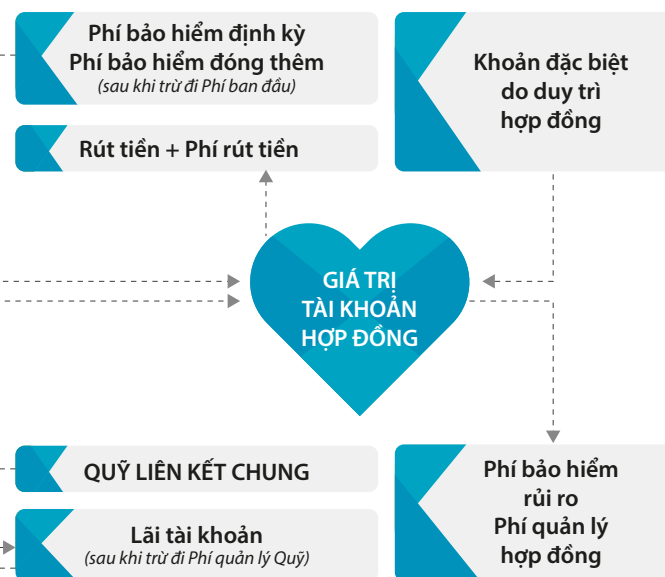 Phí bảo hiểm định kỳ
Phí bảo hiểm đóng thêm
(sau khi trừ đi Phí ban đầu)
Khoản đặc biệt
do duy trì
hợp đồng
Rút tiền + Phí rút tiền
GIÁ TRỊ
TÀI KHOẢN
HỢP ĐỒNG
QUỸ LIÊN KẾT CHUNG
Lãi tài khoản
(sau khi trừ đi Phí quản lý Quỹ)
Phí bảo hiểm
rủi ro
Phí quản lý
hợp đồng